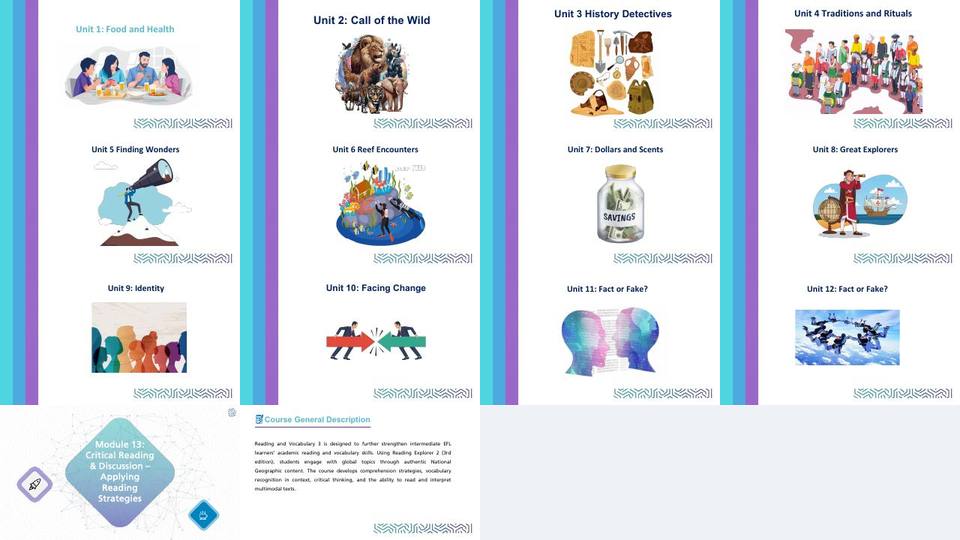 Unit 1: Food and Health
Unit 2: Call of the Wild
Unit 3 History Detectives
Unit 4 Traditions and Rituals
Unit 5 Finding Wonders
Unit 6 Reef Encounters
Unit 7: Dollars and Scents
SAVINGS
Unit 8: Great Explorers
Unit 9: Identity
Unit 10: Facing Change
Unit 11: Fact or Fake?
Unit 12: Fact or Fake?
Module 13:
Critical Reading
& Discussion –
Applying
Reading
Strategies
Course General Description
Reading and Vocabulary 3 is designed to further strengthen intermediate EFL
learners' academic reading and vocabulary skills. Using Reading Explorer 2 (3rd
edition), students engage with global topics through authentic National
Geographic content. The course develops comprehension strategies, vocabulary
recognition in context, critical thinking, and the ability to read and interpret
multimodal texts.